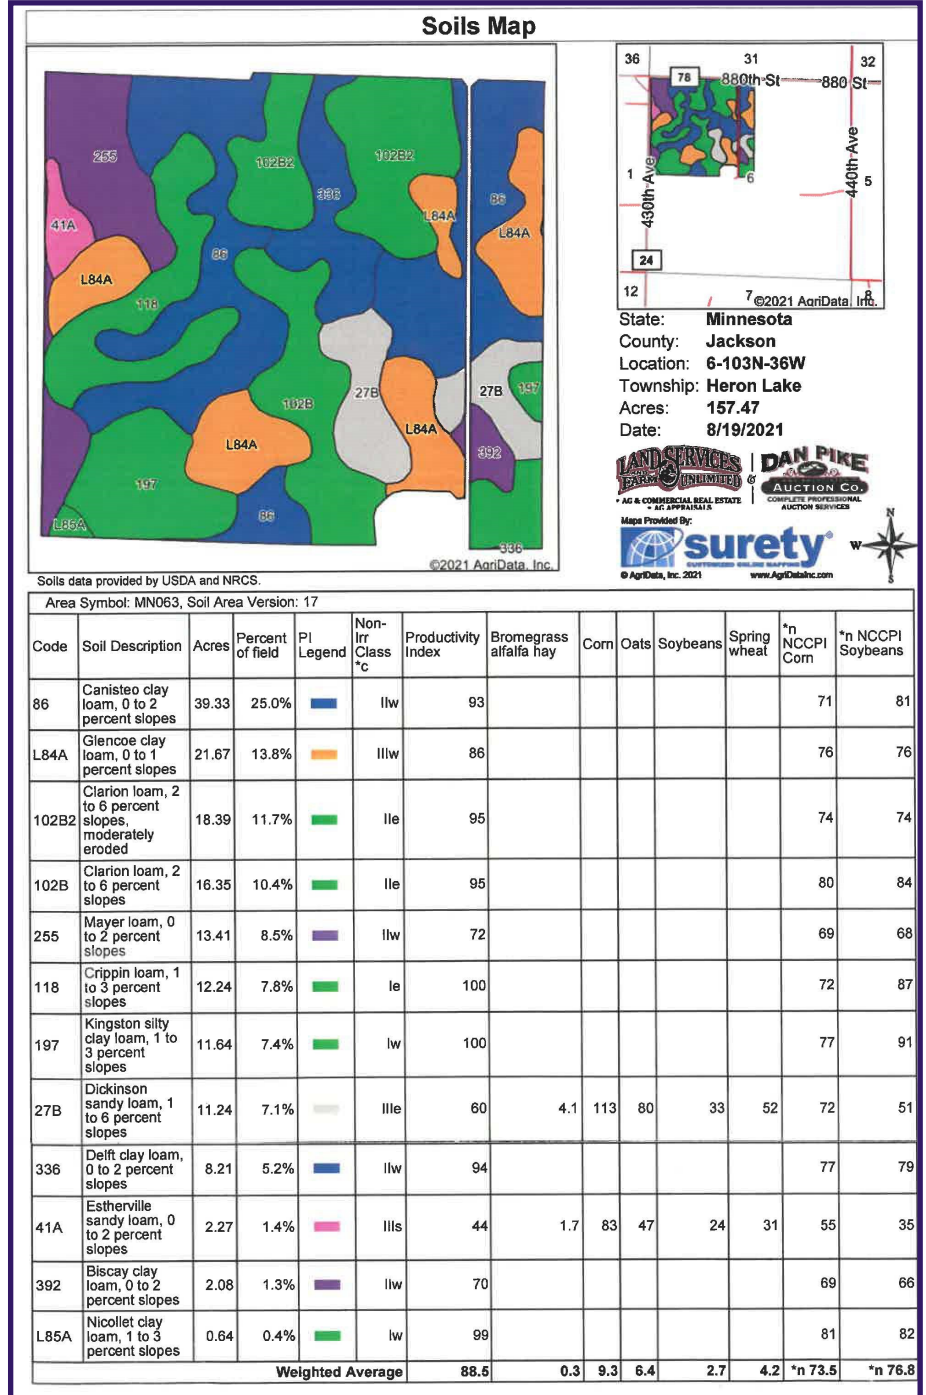 Soils Map
255
102B2
102B2
336
86
L84A
L84A
41A
86
L84A
118
27B
27B
197
102B
L84A
L84A
392
197
86
L85A
336
©2021 AgriData, Inc.
Soils data provided by USDA and NRCS.
36
31
32
78
880th St
880 St
1
6
5
430th Ave
440th Ave
24
12
7
8
©2021 AgriData, Inc.
State: Minnesota
County: Jackson
Location: 6-103N-36W
Township: Heron Lake
Acres: 157.47
Date: 8/19/2021
LAND SERVICES
FARM UNLIMITED
• AG & COMMERCIAL REAL ESTATE
• AG APPRAISALS
&
DAN PIKE
AUCTION CO.
COMPLETE PROFESSIONAL
AUCTION SERVICES
Maps Provided By:
surety®
CUSTOMIZED ONLINE MAPPING
© AgriData, Inc. 2021 www.AgriDataInc.com
N
W
E
S
Area Symbol: MN063, Soil Area Version: 17
Code Soil Description Acres Percent of field PI Legend Non-Irr Class *c Productivity Index Bromegrass alfalfa hay Corn Oats Soybeans Spring wheat *n NCCPI Corn *n NCCPI Soybeans
86 Canisteo clay loam, 0 to 2 percent slopes 39.33 25.0% IIw 93 71 81
L84A Glencoe clay loam, 0 to 1 percent slopes 21.67 13.8% IIIw 86 76 76
102B2 Clarion loam, 2 to 6 percent slopes, moderately eroded 18.39 11.7% IIe 95 74 74
102B Clarion loam, 2 to 6 percent slopes 16.35 10.4% IIe 95 80 84
255 Mayer loam, 0 to 2 percent slopes 13.41 8.5% IIw 72 69 68
118 Crippin loam, 1 to 3 percent slopes 12.24 7.8% Ie 100 72 87
197 Kingston silty clay loam, 1 to 3 percent slopes 11.64 7.4% Iw 100 77 91
27B Dickinson sandy loam, 1 to 6 percent slopes 11.24 7.1% IIIe 60 4.1 113 80 33 52 72 51
336 Delft clay loam, 0 to 2 percent slopes 8.21 5.2% IIw 94 77 79
41A Estherville sandy loam, 0 to 2 percent slopes 2.27 1.4% IIIs 44 1.7 83 47 24 31 55 35
392 Biscay clay loam, 0 to 2 percent slopes 2.08 1.3% IIw 70 69 66
L85A Nicollet clay loam, 1 to 3 percent slopes 0.64 0.4% Iw 99 81 82
Weighted Average 88.5 0.3 9.3 6.4 2.7 4.2 *n 73.5 *n 76.8